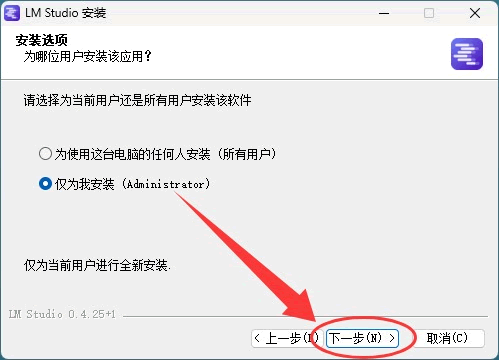 LM Studio 安装
安装选项
为哪位用户安装该应用？
请选择为当前用户还是所有用户安装该软件
为使用这台电脑的任何人安装（所有用户）
仅为我安装（Administrator）
仅为当前用户进行全新安装.
LM Studio 0.4.25+1
< 上一步 下一步(N) > 取消(C)